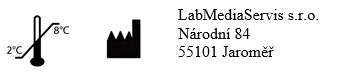 8°C
2°C
LabMediaServis s.r.o.
Národní 84
55101 Jaroměř